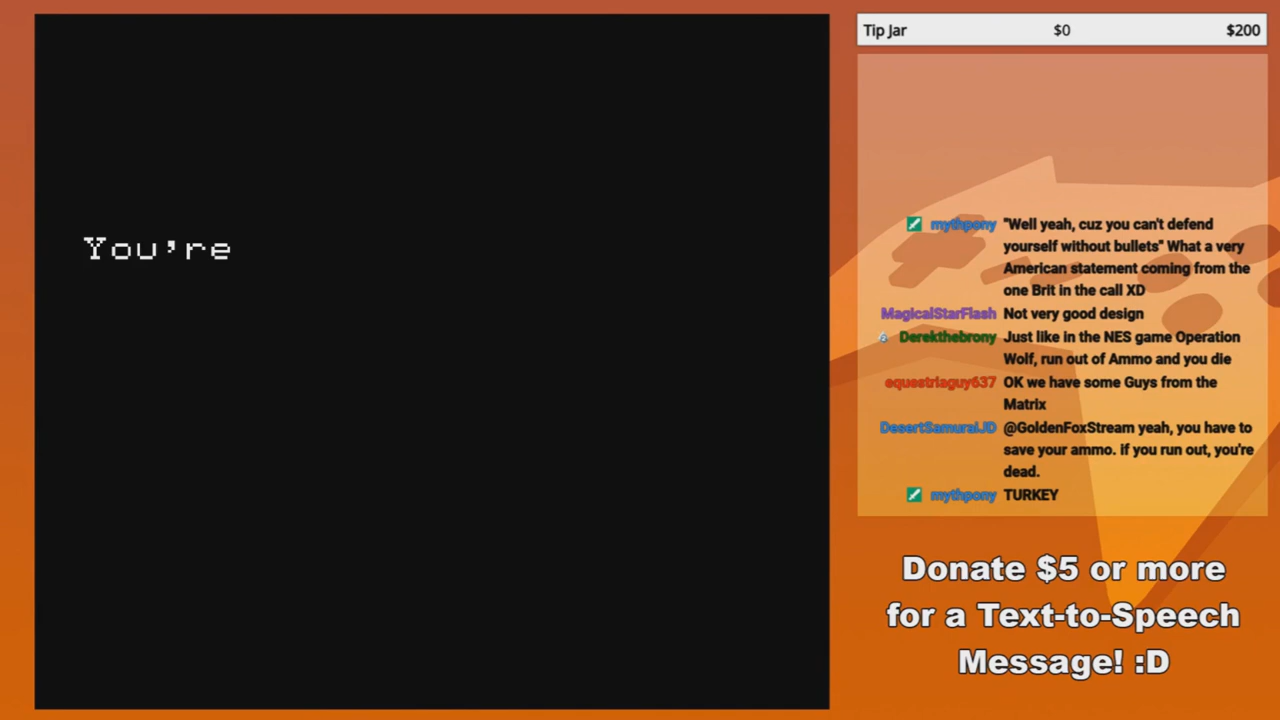 You're
Tip Jar $0 $200
mythpony "Well yeah, cuz you can't defend
yourself without bullets" What a very
American statement coming from the
one Brit in the call XD
MagicalStarFlash Not very good design
Derekthebrony Just like in the NES game Operation
Wolf, run out of Ammo and you die
equestriaguy637 OK we have some Guys from the
Matrix
DesertSamuraiJD @GoldenFoxStream yeah, you have to
save your ammo. if you run out, you're
dead.
mythpony TURKEY
Donate $5 or more
for a Text-to-Speech
Message! :D